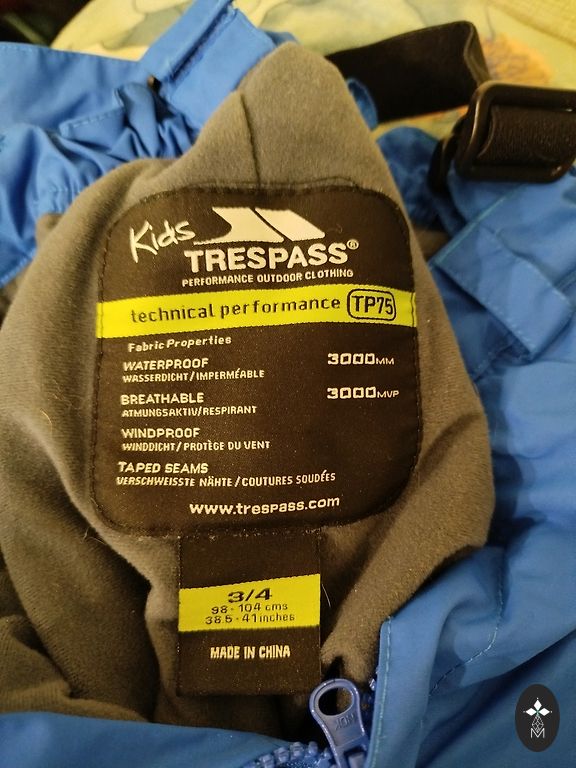 Kids
TRESPASS®
PERFORMANCE OUTDOOR CLOTHING
technical performance TP75
Fabric Properties
WATERPROOF 3000MM
WASSERDICHT/IMPERMÉABLE
BREATHABLE 3000MVP
ATMUNGSAKTIV/RESPIRANT
WINDPROOF
WINDDICHT/PROTÈGE DU VENT
TAPED SEAMS
VERSCHWEISSTE NÄHTE/COUTURES SOUDÉES
www.trespass.com
3/4
98-104 cms
38.5-41 inches
MADE IN CHINA